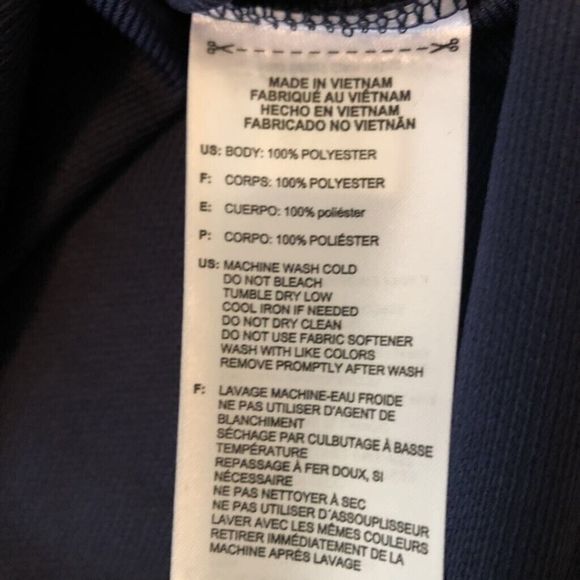 MADE IN VIETNAM
FABRIQUÉ AU VIÊTNAM
HECHO EN VIETNAM
FABRICADO NO VIETNÃN
US: BODY: 100% POLYESTER
F: CORPS: 100% POLYESTER
E: CUERPO: 100% poliéster
P: CORPO: 100% POLIÉSTER
US: MACHINE WASH COLD
DO NOT BLEACH
TUMBLE DRY LOW
COOL IRON IF NEEDED
DO NOT DRY CLEAN
DO NOT USE FABRIC SOFTENER
WASH WITH LIKE COLORS
REMOVE PROMPTLY AFTER WASH
F: LAVAGE MACHINE-EAU FROIDE
NE PAS UTILISER D'AGENT DE
BLANCHIMENT
SÉCHAGE PAR CULBUTAGE À BASSE
TEMPÉRATURE
REPASSAGE À FER DOUX, SI
NÉCESSAIRE
NE PAS NETTOYER À SEC
NE PAS UTILISER D'ASSOUPLISSEUR
LAVER AVEC LES MÊMES COULEURS
RETIRER IMMÉDIATEMENT DE LA
MACHINE APRÈS LAVAGE